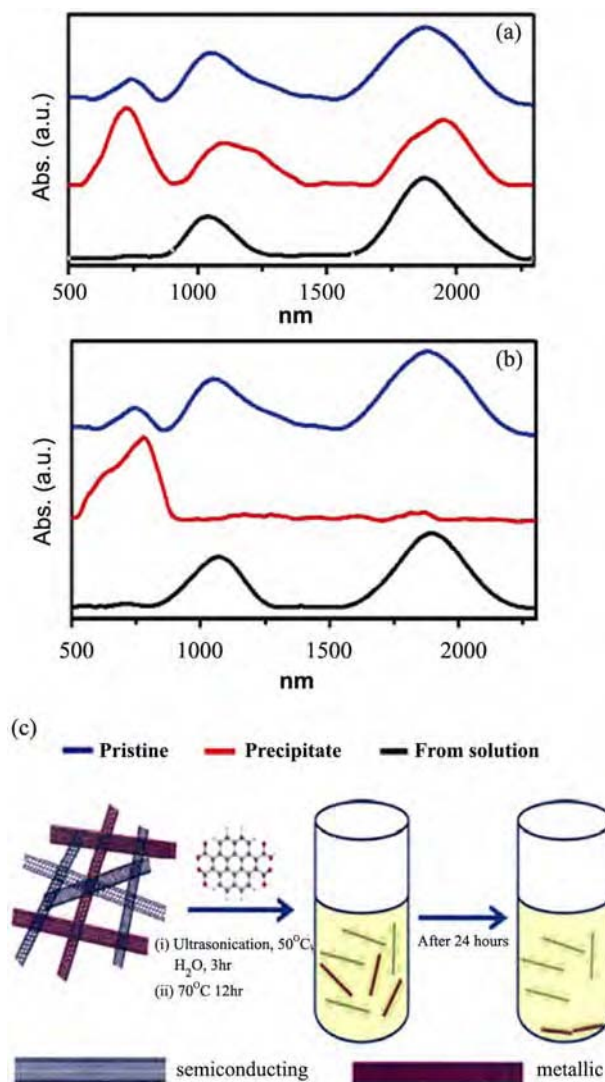 (a)
Abs. (a.u.)
500 1000 1500 2000
nm
(b)
Abs. (a.u.)
500 1000 1500 2000
nm
(c)
Pristine Precipitate From solution
(i) Ultrasonication, 50°C,
H₂O, 3hr
(ii) 70°C 12hr
After 24 hours
semiconducting metallic